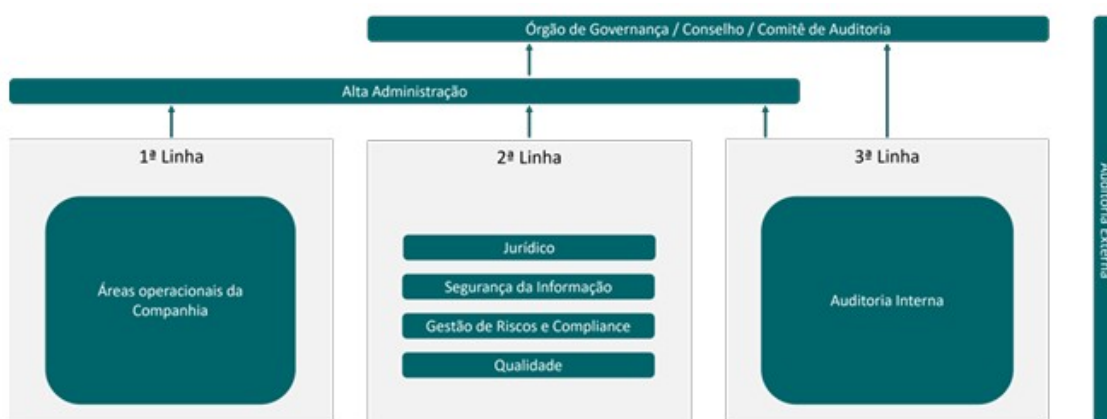 Órgão de Governança / Conselho / Comitê de Auditoria
Alta Administração
1ª Linha
2ª Linha
3ª Linha
Áreas operacionais da
Companhia
Jurídico
Segurança da Informação
Gestão de Riscos e Compliance
Qualidade
Auditoria Interna
Auditoria Externa